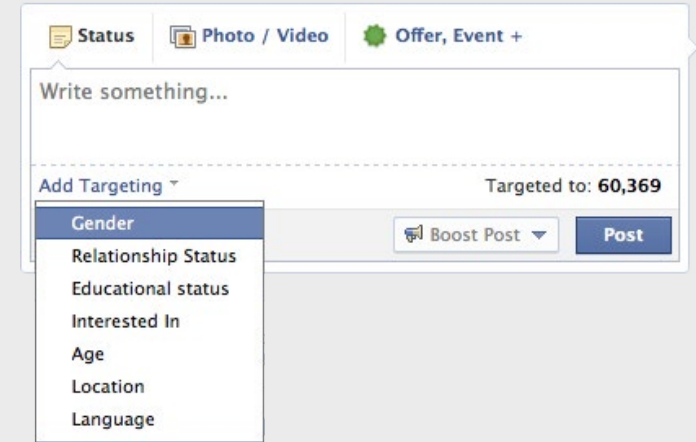 Status Photo / Video Offer, Event +
Write something...
Add Targeting Targeted to: 60,369
Gender
Boost Post Post
Relationship Status
Educational status
Interested In
Age
Location
Language